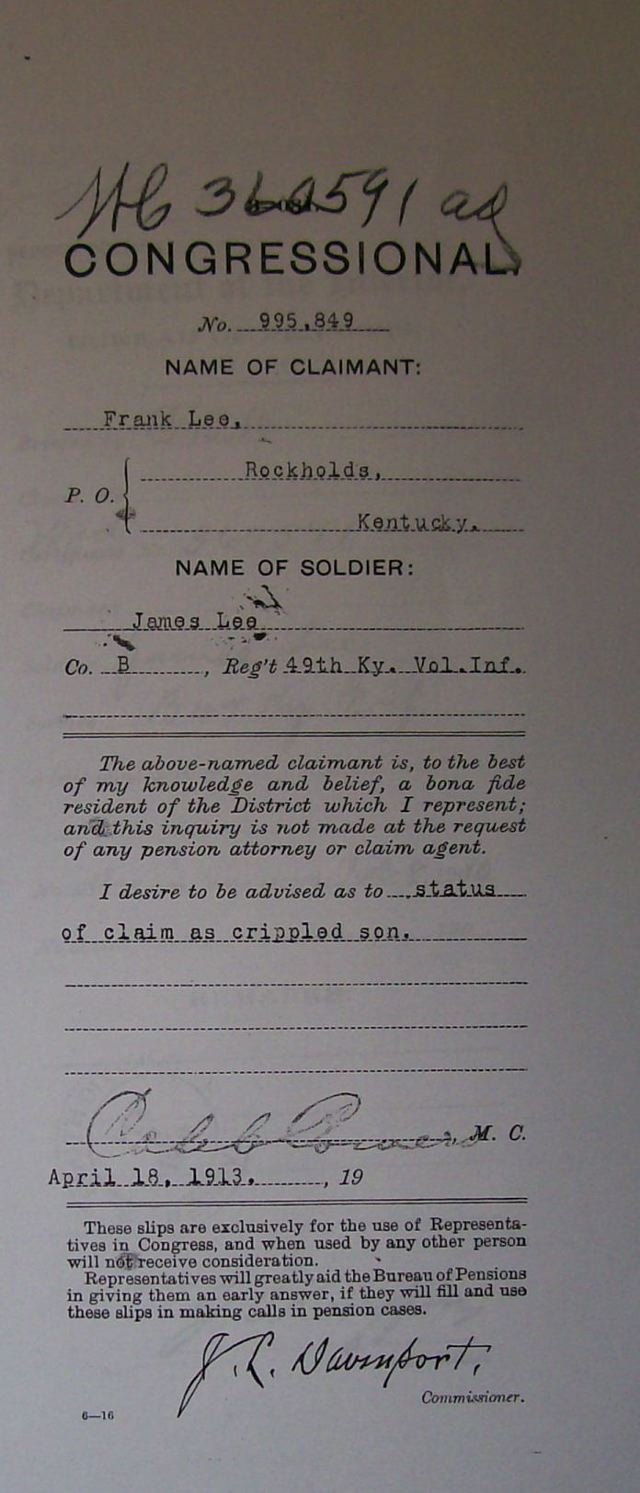 WC 360591 ad
CONGRESSIONAL.
No. 995,849
NAME OF CLAIMANT:
Frank Lee,
P. O. Rockholds,
Kentucky.
NAME OF SOLDIER:
James Lee
Co. B, Reg't 49th Ky. Vol.Inf.
The above-named claimant is, to the best
of my knowledge and belief, a bona fide
resident of the District which I represent;
and this inquiry is not made at the request
of any pension attorney or claim agent.
I desire to be advised as to status
of claim as crippled son.
Caleb Powers, M. C.
April 18, 1913., 19
These slips are exclusively for the use of Representa-
tives in Congress, and when used by any other person
will not receive consideration.
Representatives will greatly aid the Bureau of Pensions
in giving them an early answer, if they will fill and use
these slips in making calls in pension cases.
J. L. Davenport,
Commissioner.
6—16